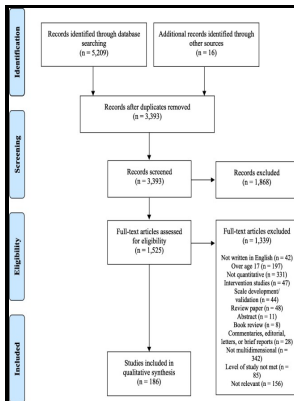 Identification
Records identified through database
searching
(n = 5,209)
Additional records identified through
other sources
(n = 16)
Records after duplicates removed
(n = 3,393)
Screening
Records screened
(n = 3,393)
Records excluded
(n = 1,868)
Eligibility
Full-text articles assessed
for eligibility
(n = 1,525)
Full-text articles excluded
(n = 1,339)
Not written in English (n = 42)
Over age 17 (n = 197)
Not quantitative (n = 331)
Intervention studies (n = 47)
Scale development/
validation (n = 44)
Review paper (n = 48)
Abstract (n = 11)
Book review (n = 8)
Commentaries, editorial,
letters, or brief reports (n = 28)
Not multidimensional (n =
342)
Level of study not met (n =
85)
Not relevant (n = 156)
Included
Studies included in
qualitative synthesis
(n = 186)